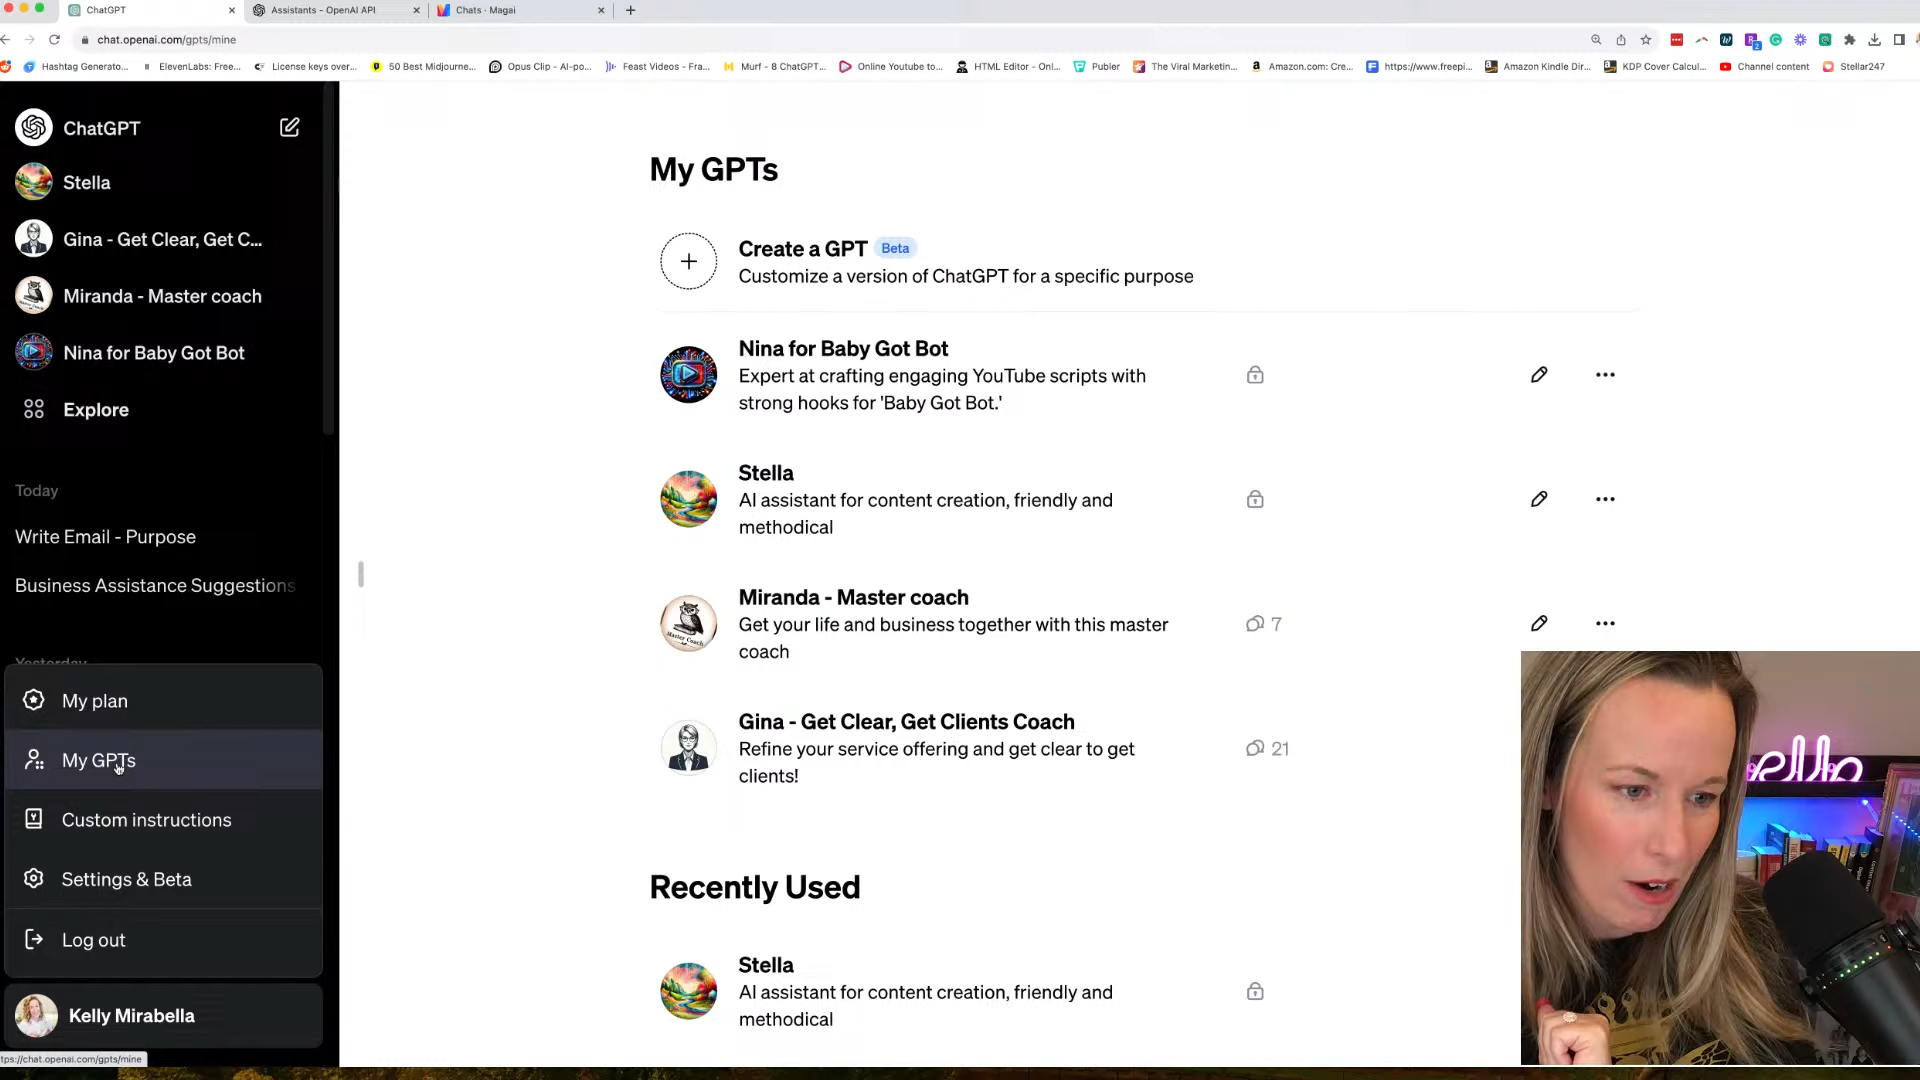 ChatGPT
Assistants - OpenAI API
Chats · Magai
chat.openai.com/gpts/mine
Hashtag Generato...
ElevenLabs: Free...
License keys over...
50 Best Midjourne...
Opus Clip - AI-po...
Feast Videos - Fra...
Murf - 8 ChatGPT...
Online Youtube to...
HTML Editor - Onl...
Publer
The Viral Marketin...
Amazon.com: Cre...
https://www.freepi...
Amazon Kindle Dir...
KDP Cover Calcul...
Channel content
Stellar247
ChatGPT
Stella
Gina - Get Clear, Get C...
Miranda - Master coach
Nina for Baby Got Bot
Explore
Today
Write Email - Purpose
Business Assistance Suggestions
Yesterday
My plan
My GPTs
Custom instructions
Settings & Beta
Log out
Kelly Mirabella
tps://chat.openai.com/gpts/mine
My GPTs
Create a GPT Beta
Customize a version of ChatGPT for a specific purpose
Nina for Baby Got Bot
Expert at crafting engaging YouTube scripts with
strong hooks for 'Baby Got Bot.'
Stella
AI assistant for content creation, friendly and
methodical
Miranda - Master coach
Get your life and business together with this master
coach
7
Gina - Get Clear, Get Clients Coach
Refine your service offering and get clear to get
clients!
21
Recently Used
Stella
AI assistant for content creation, friendly and
methodical